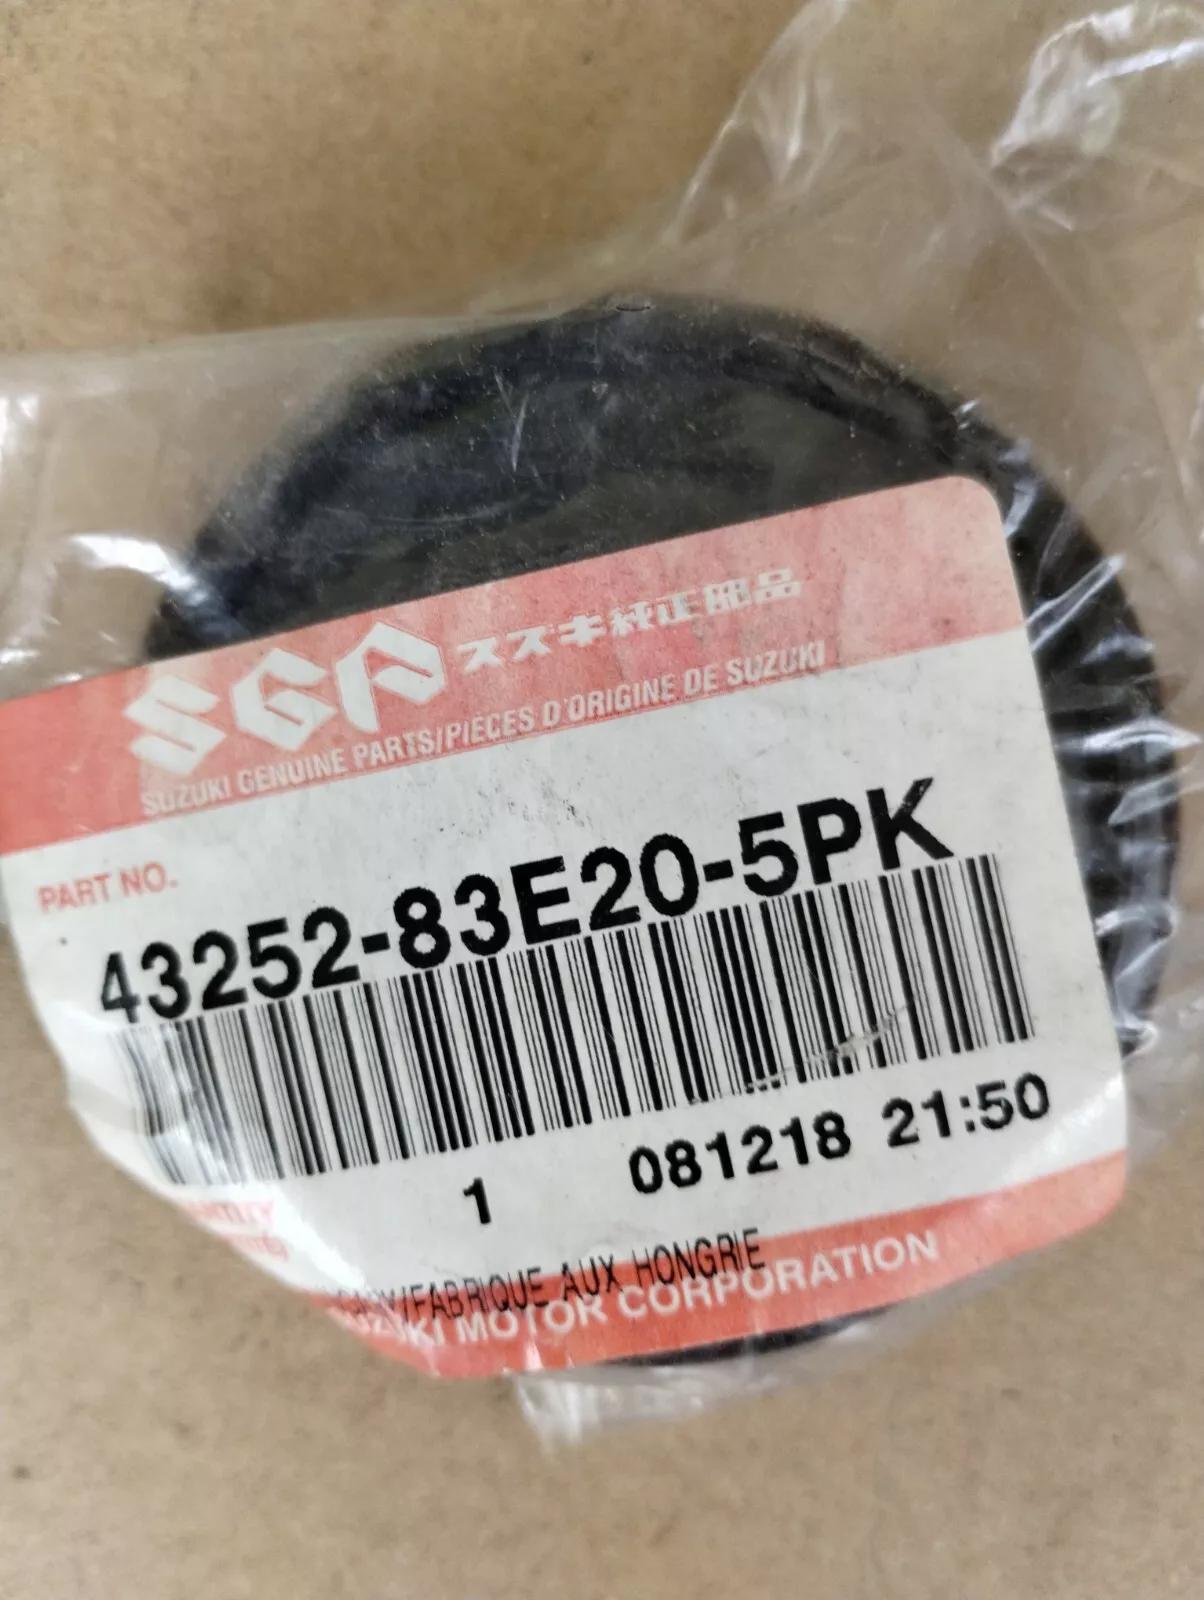 SGP スズキ純正部品
SUZUKI GENUINE PARTS/PIÈCES D'ORIGINE DE SUZUKI
PART NO.
43252-83E20-5PK
1 081218 21:50
/FABRIQUE AUX HONGRIE
SUZUKI MOTOR CORPORATION